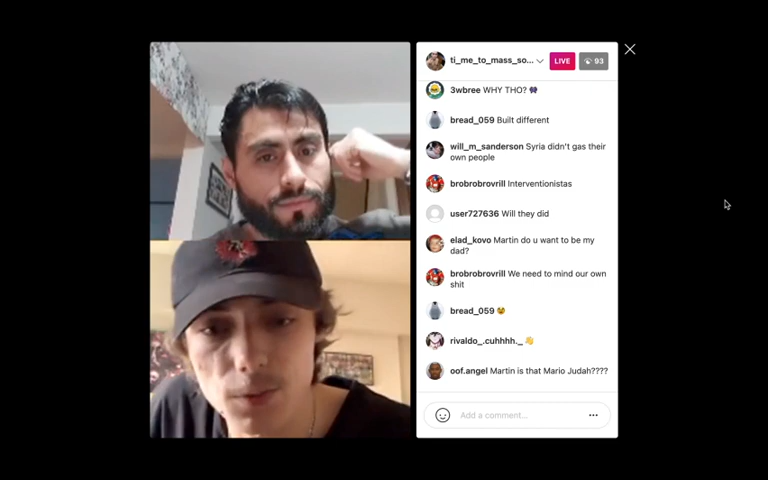 ti_me_to_mass_so...
LIVE
93
3wbree WHY THO?
bread_059 Built different
will_m_sanderson Syria didn't gas their
own people
brobrobrovrill Interventionistas
user727636 Will they did
elad_kovo Martin do u want to be my
dad?
brobrobrovrill We need to mind our own
shit
bread_059 😧
rivaldo_.cuhhhh._ 👋
oof.angel Martin is that Mario Judah????
Add a comment...